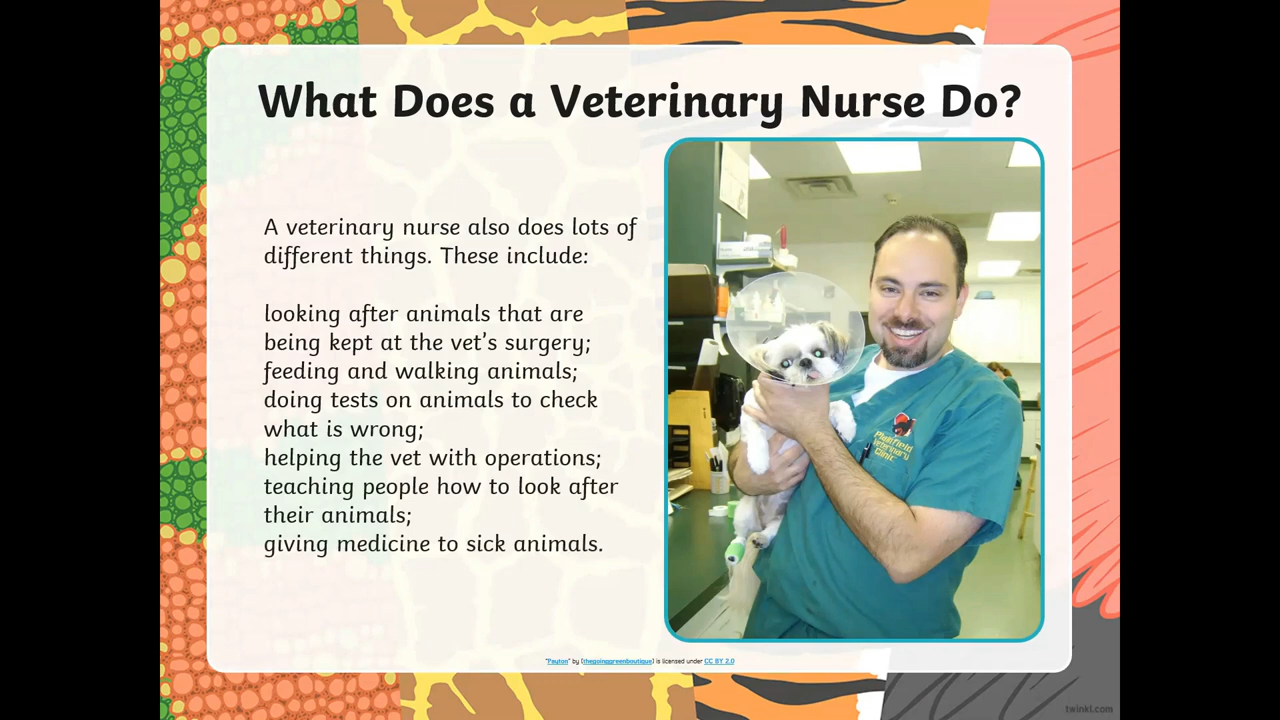 What Does a Veterinary Nurse Do?
A veterinary nurse also does lots of
different things. These include:
looking after animals that are
being kept at the vet’s surgery;
feeding and walking animals;
doing tests on animals to check
what is wrong;
helping the vet with operations;
teaching people how to look after
their animals;
giving medicine to sick animals.
Plainfield
Veterinary
Clinic
"Payton" by [thegoinggreenboutique] is licensed under CC BY 2.0
twinkl.com